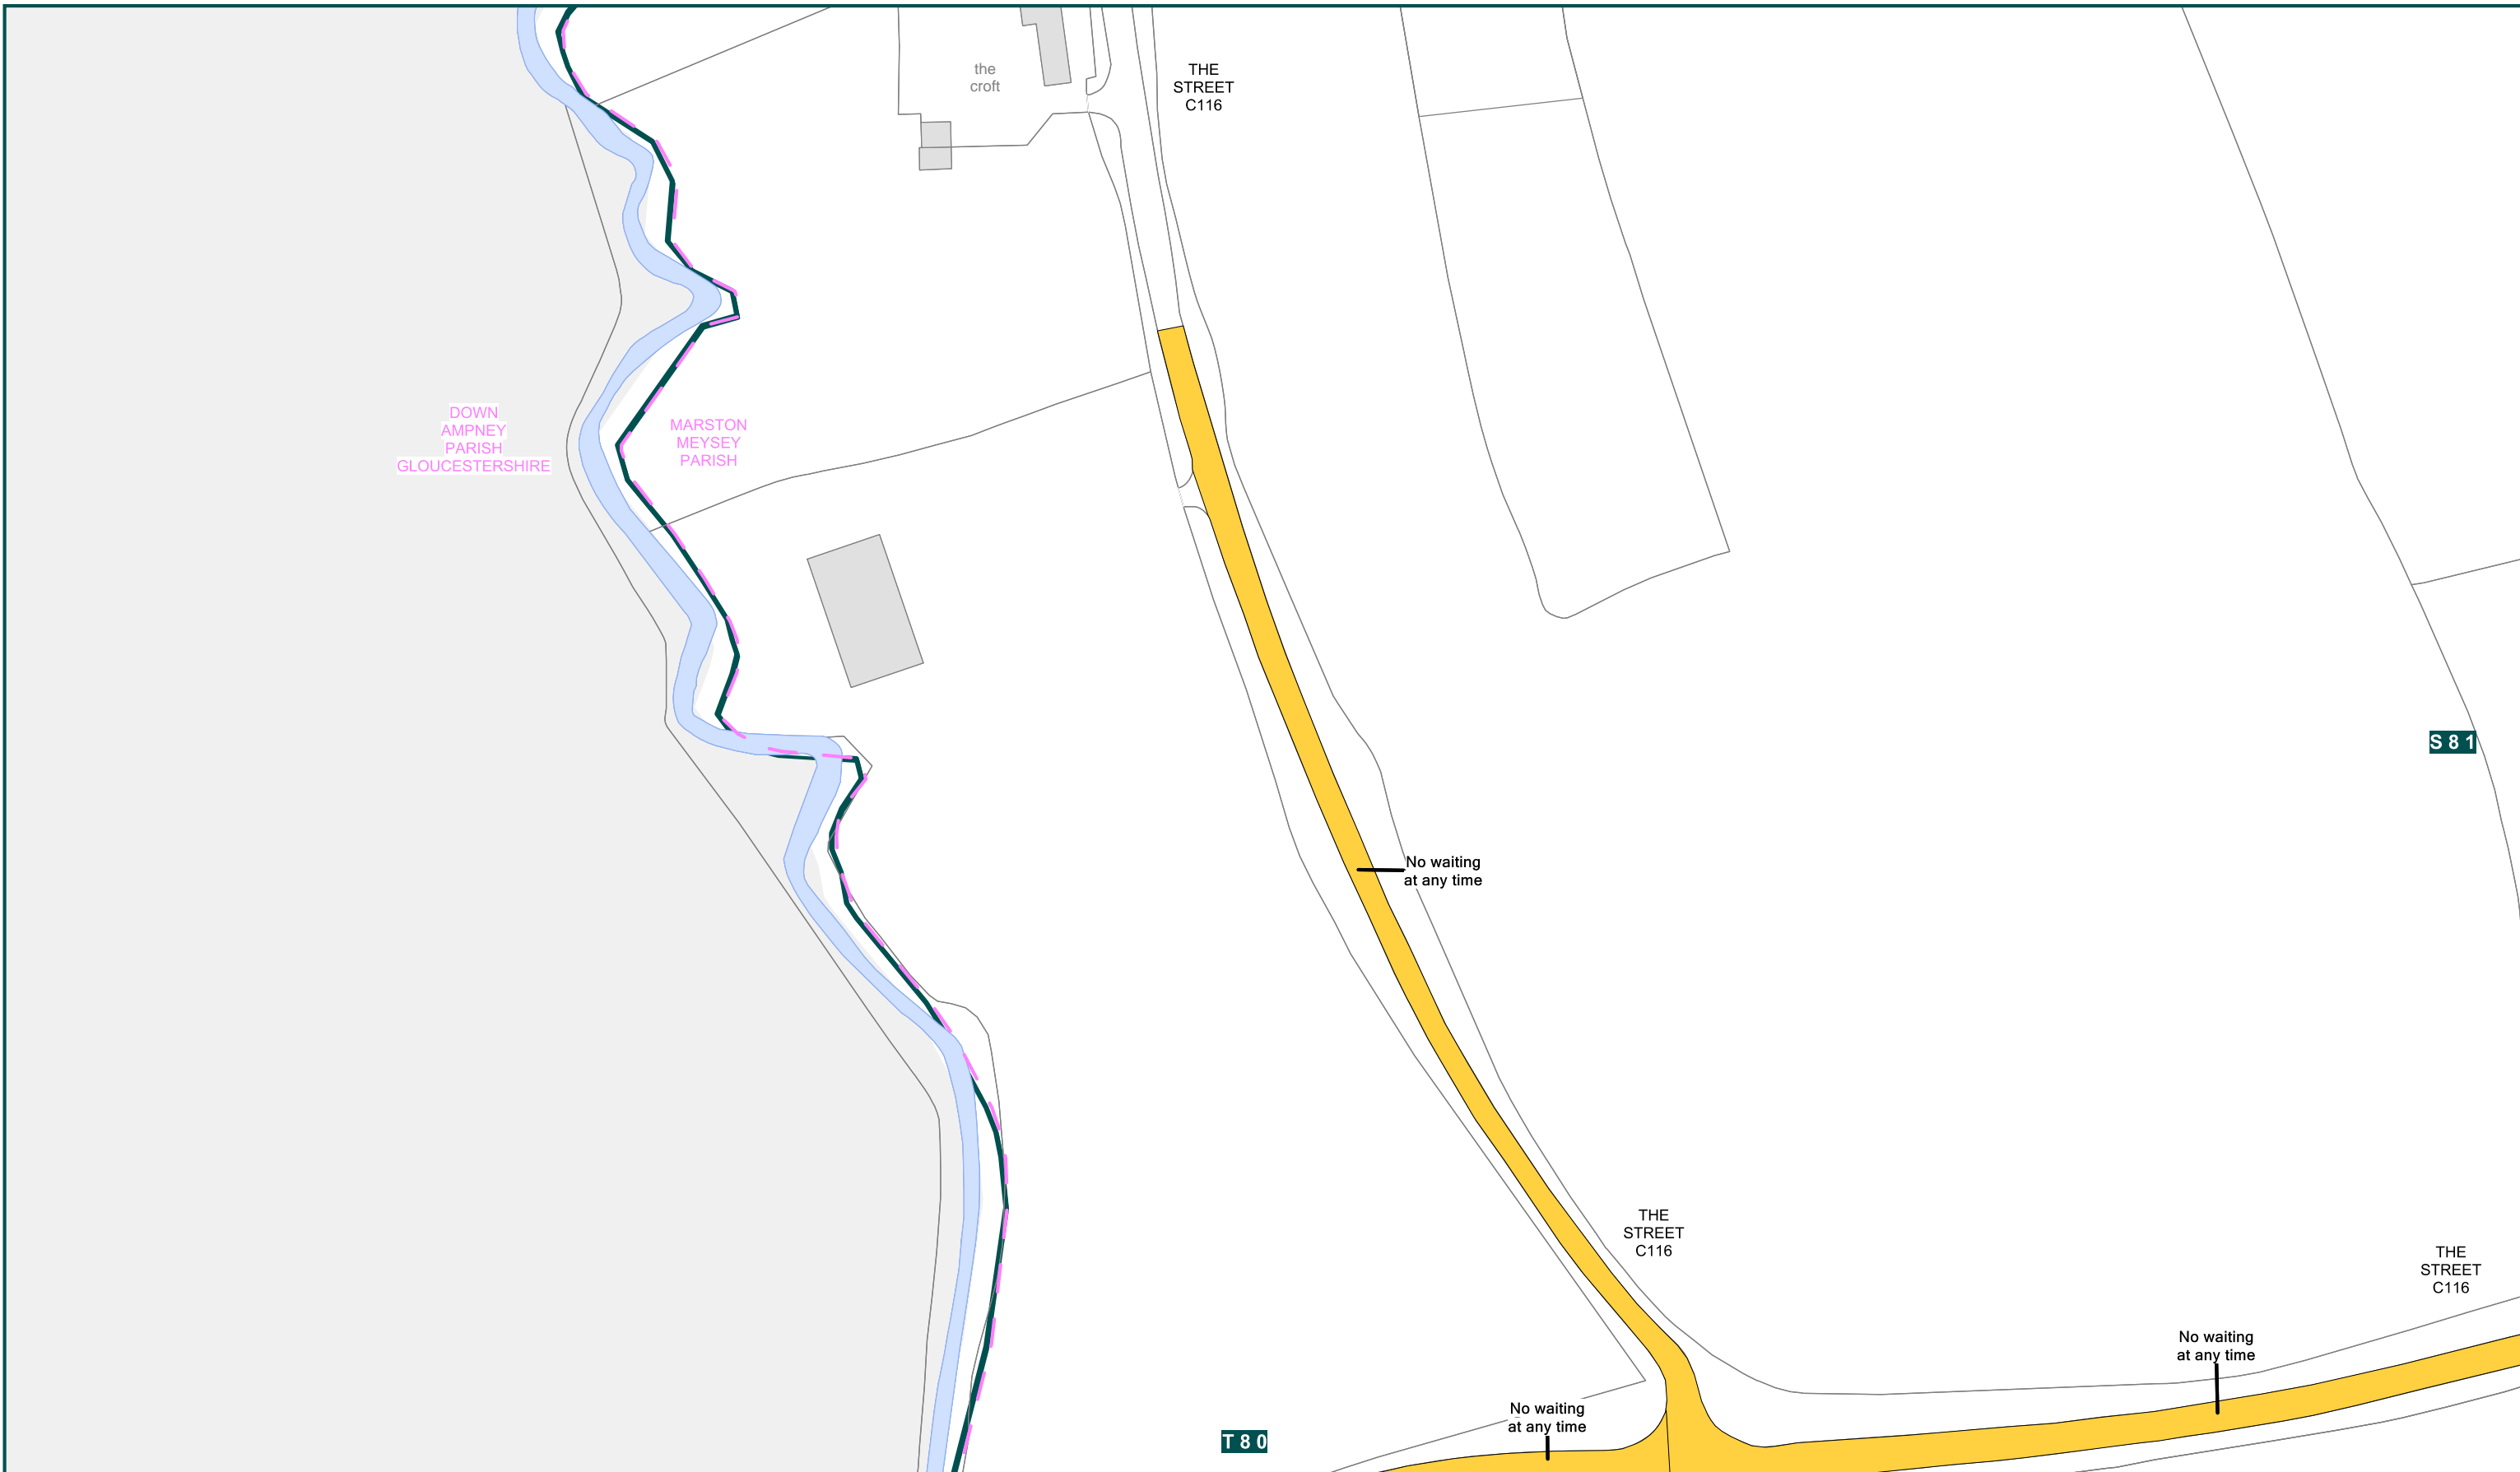 the
croft
THE
STREET
C116
DOWN
AMPNEY
PARISH
GLOUCESTERSHIRE
MARSTON
MEYSEY
PARISH
S 8 1
No waiting
at any time
THE
STREET
C116
THE
STREET
C116
No waiting
at any time
No waiting
at any time
T 8 0